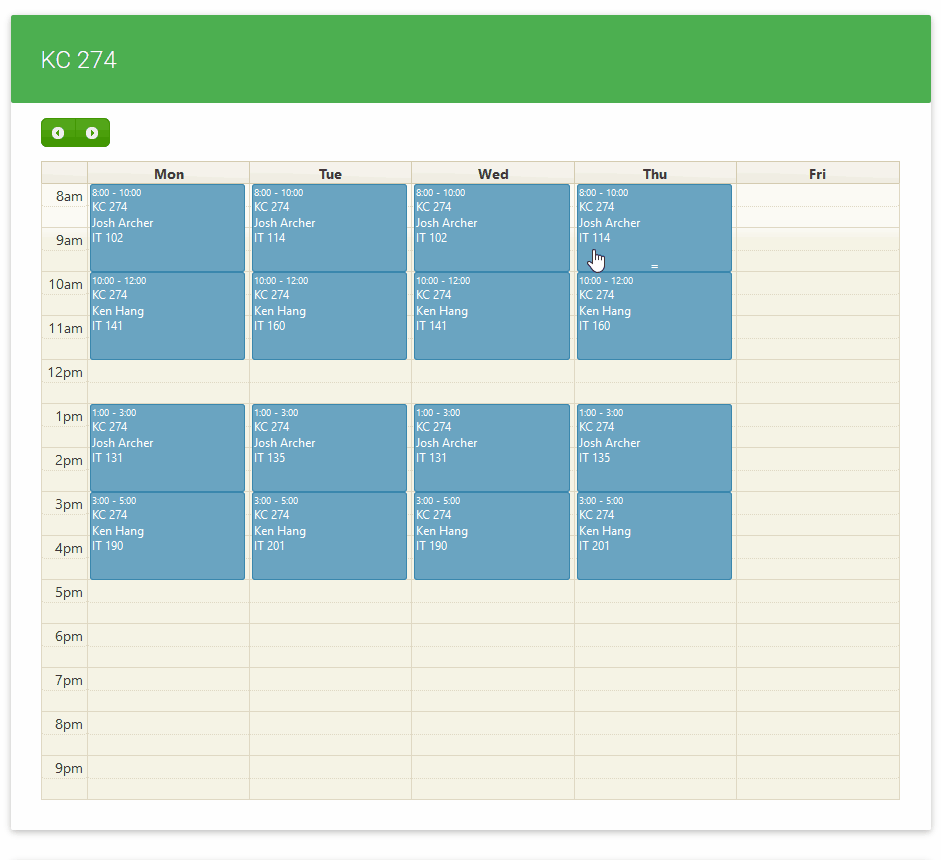 KC 274
Mon Tue Wed Thu Fri
8am
9am
10am
11am
12pm
1pm
2pm
3pm
4pm
5pm
6pm
7pm
8pm
9pm
8:00 - 10:00
KC 274
Josh Archer
IT 102
10:00 - 12:00
KC 274
Ken Hang
IT 141
1:00 - 3:00
KC 274
Josh Archer
IT 131
3:00 - 5:00
KC 274
Ken Hang
IT 190
8:00 - 10:00
KC 274
Josh Archer
IT 114
10:00 - 12:00
KC 274
Ken Hang
IT 160
1:00 - 3:00
KC 274
Josh Archer
IT 135
3:00 - 5:00
KC 274
Ken Hang
IT 201
8:00 - 10:00
KC 274
Josh Archer
IT 102
10:00 - 12:00
KC 274
Ken Hang
IT 141
1:00 - 3:00
KC 274
Josh Archer
IT 131
3:00 - 5:00
KC 274
Ken Hang
IT 190
8:00 - 10:00
KC 274
Josh Archer
IT 114
10:00 - 12:00
KC 274
Ken Hang
IT 160
1:00 - 3:00
KC 274
Josh Archer
IT 135
3:00 - 5:00
KC 274
Ken Hang
IT 201